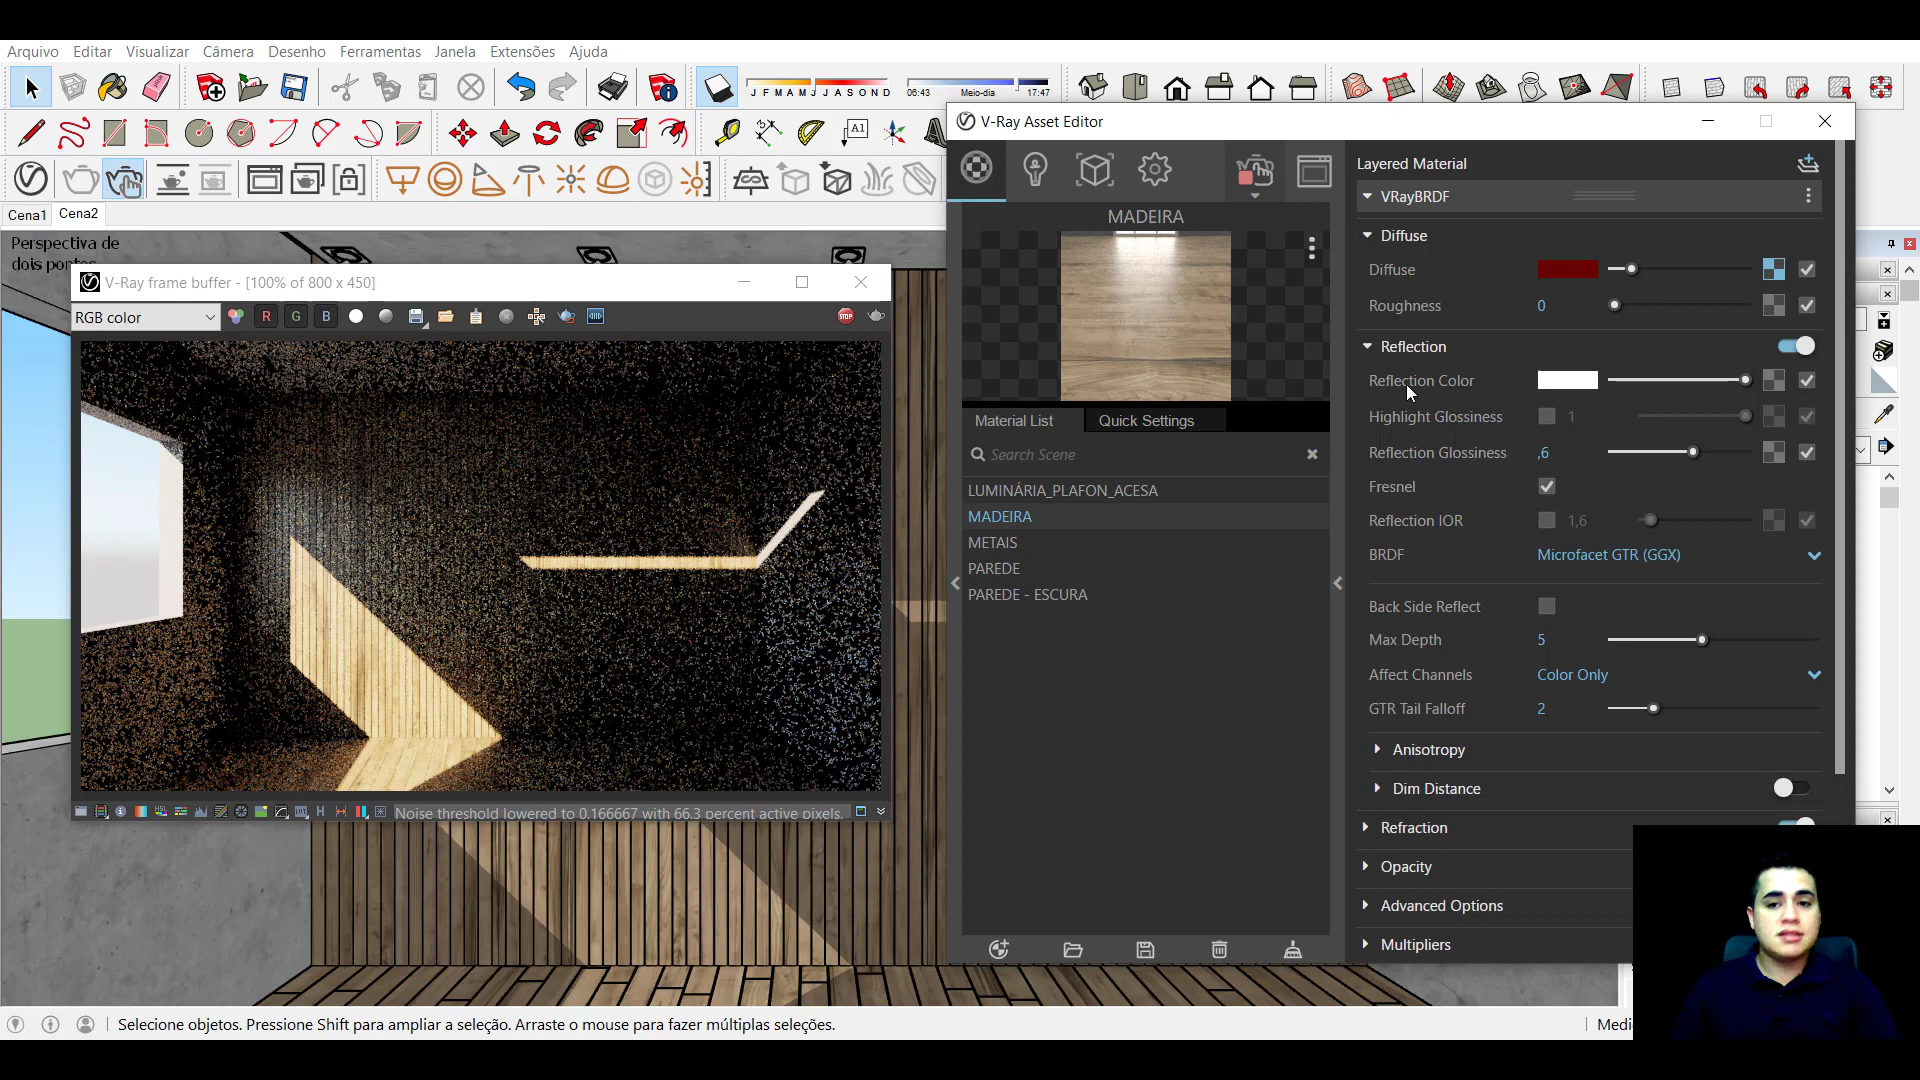 Arquivo Editar Visualizar Câmera Desenho Ferramentas Janela Extensões Ajuda
J F M A M J J A S O N D
06:43 Meio-dia 17:47
A1
Cena1 Cena2
Perspectiva de
dois pontos
V-Ray frame buffer - [100% of 800 x 450]
RGB color
R G B
STOP
Noise threshold lowered to 0.166667 with 66.3 percent active pixels.
V-Ray Asset Editor
MADEIRA
Material List Quick Settings
Search Scene
LUMINÁRIA_PLAFON_ACESA
MADEIRA
METAIS
PAREDE
PAREDE - ESCURA
Layered Material
VRayBRDF
Diffuse
Diffuse
Roughness 0
Reflection
Reflection Color
Highlight Glossiness 1
Reflection Glossiness ,6
Fresnel
Reflection IOR 1,6
BRDF Microfacet GTR (GGX)
Back Side Reflect
Max Depth 5
Affect Channels Color Only
GTR Tail Falloff 2
Anisotropy
Dim Distance
Refraction
Opacity
Advanced Options
Multipliers
Selecione objetos. Pressione Shift para ampliar a seleção. Arraste o mouse para fazer múltiplas seleções.
Medi